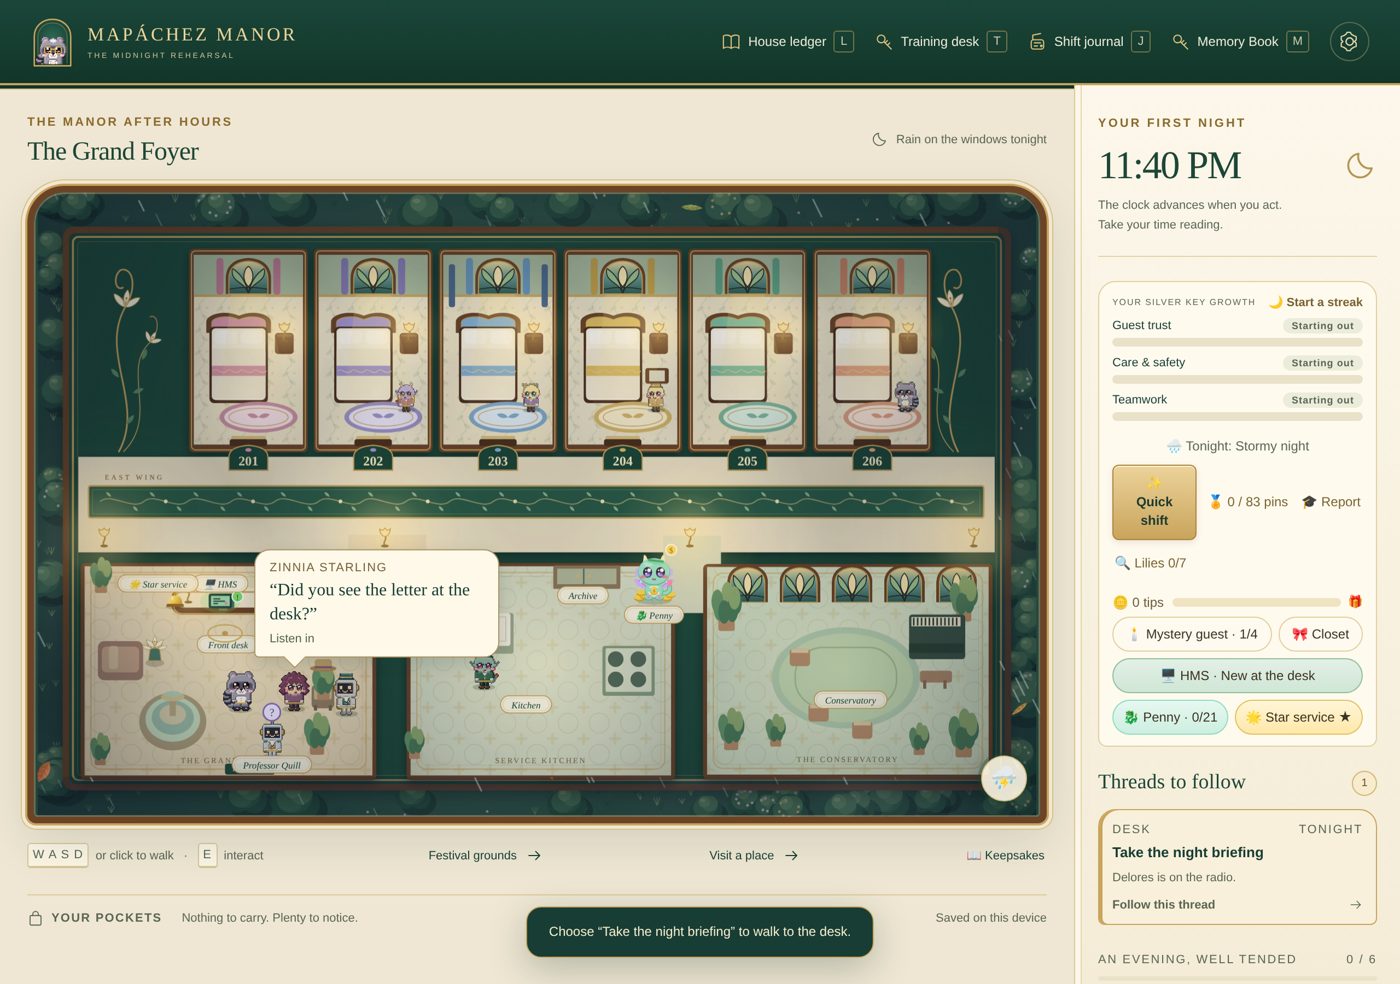 MAPÁCHEZ MANOR
THE MIDNIGHT REHEARSAL
House ledger L
Training desk T
Shift journal J
Memory Book M
THE MANOR AFTER HOURS
The Grand Foyer
Rain on the windows tonight
201
202
203
204
205
206
EAST WING
Star service
HMS
Front desk
ZINNIA STARLING
“Did you see the letter at the
desk?”
Listen in
Archive
Penny
Kitchen
Conservatory
?
Professor Quill
THE GRAN
SERVICE KITCHEN
THE CONSERVATORY
W A S D or click to walk · E interact
Festival grounds →
Visit a place →
Keepsakes
YOUR POCKETS
Nothing to carry. Plenty to notice.
Choose “Take the night briefing” to walk to the desk.
Saved on this device
YOUR FIRST NIGHT
11:40 PM
The clock advances when you act.
Take your time reading.
YOUR SILVER KEY GROWTH
Start a streak
Guest trust
Starting out
Care & safety
Starting out
Teamwork
Starting out
Tonight: Stormy night
Quick
shift
0 / 83 pins
Report
Lilies 0/7
0 tips
Mystery guest · 1/4
Closet
HMS · New at the desk
Penny · 0/21
Star service ★
Threads to follow
1
DESK
TONIGHT
Take the night briefing
Delores is on the radio.
Follow this thread →
AN EVENING, WELL TENDED
0 / 6